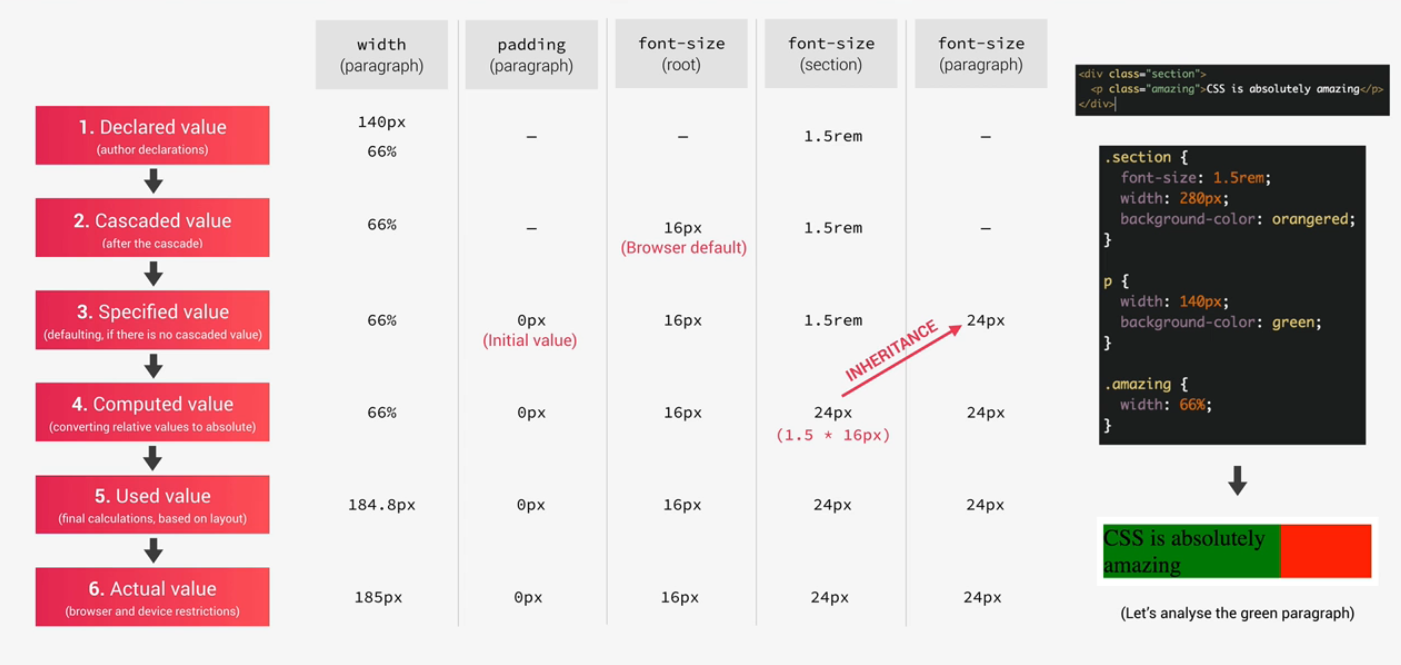 width
(paragraph)
padding
(paragraph)
font-size
(root)
font-size
(section)
font-size
(paragraph)
1. Declared value
(author declarations)
140px
66%
–
–
1.5rem
–
2. Cascaded value
(after the cascade)
66%
–
16px
(Browser default)
1.5rem
–
3. Specified value
(defaulting, if there is no cascaded value)
66%
0px
(Initial value)
16px
1.5rem
INHERITANCE
24px
4. Computed value
(converting relative values to absolute)
66%
0px
16px
24px
(1.5 * 16px)
24px
5. Used value
(final calculations, based on layout)
184.8px
0px
16px
24px
24px
6. Actual value
(browser and device restrictions)
185px
0px
16px
24px
24px
<div class="section">
<p class="amazing">CSS is absolutely amazing</p>
</div>
.section {
font-size: 1.5rem;
width: 280px;
background-color: orangered;
}
p {
width: 140px;
background-color: green;
}
.amazing {
width: 66%;
}
CSS is absolutely
amazing
(Let's analyse the green paragraph)